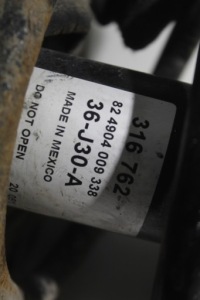 316 762
82 4904 009 338
36-J30-A
MADE IN MEXICO
DO NOT OPEN